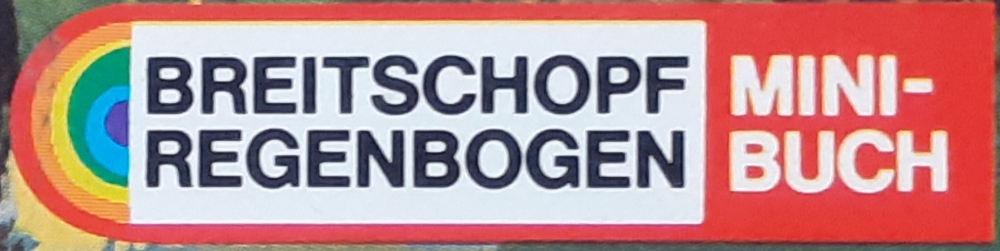 BREITSCHOPF
REGENBOGEN
MINI-
BUCH